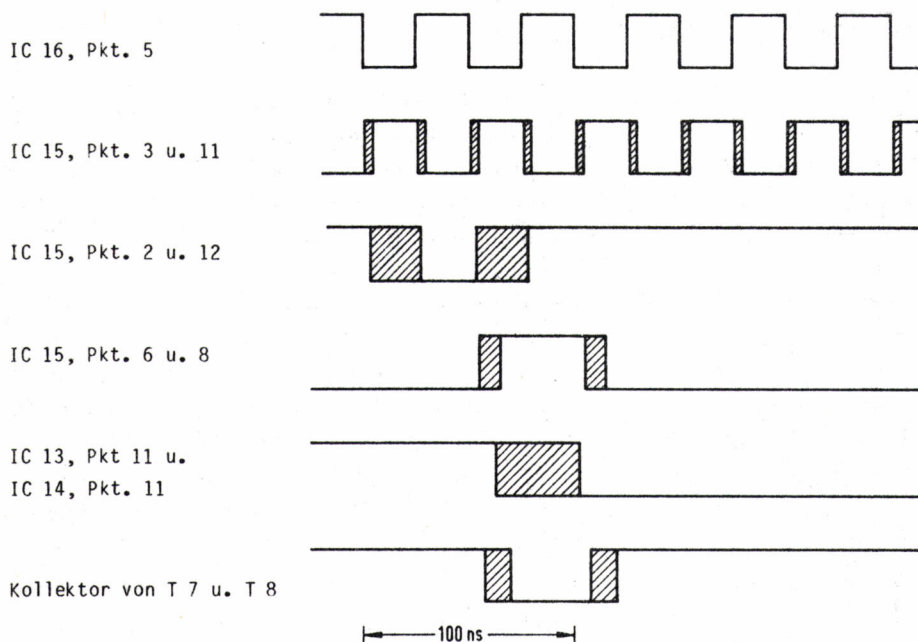 IC 16, Pkt. 5
IC 15, Pkt. 3 u. 11
IC 15, Pkt. 2 u. 12
IC 15, Pkt. 6 u. 8
IC 13, Pkt 11 u.
IC 14, Pkt. 11
Kollektor von T 7 u. T 8
100 ns